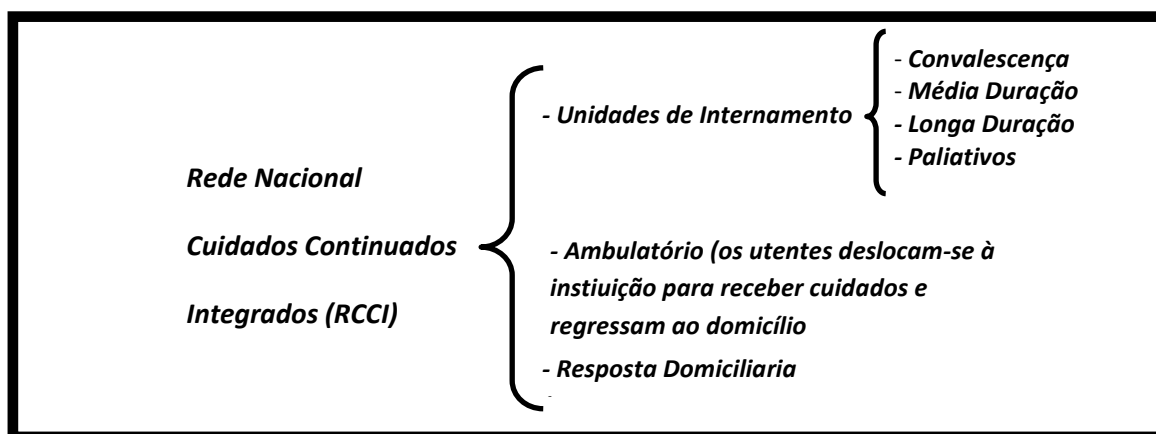 Rede Nacional
Cuidados Continuados
Integrados (RCCI)
- Unidades de Internamento
- Convalescença
- Média Duração
- Longa Duração
- Paliativos
- Ambulatório (os utentes deslocam-se à
instiuição para receber cuidados e
regressam ao domicílio
- Resposta Domiciliaria
-